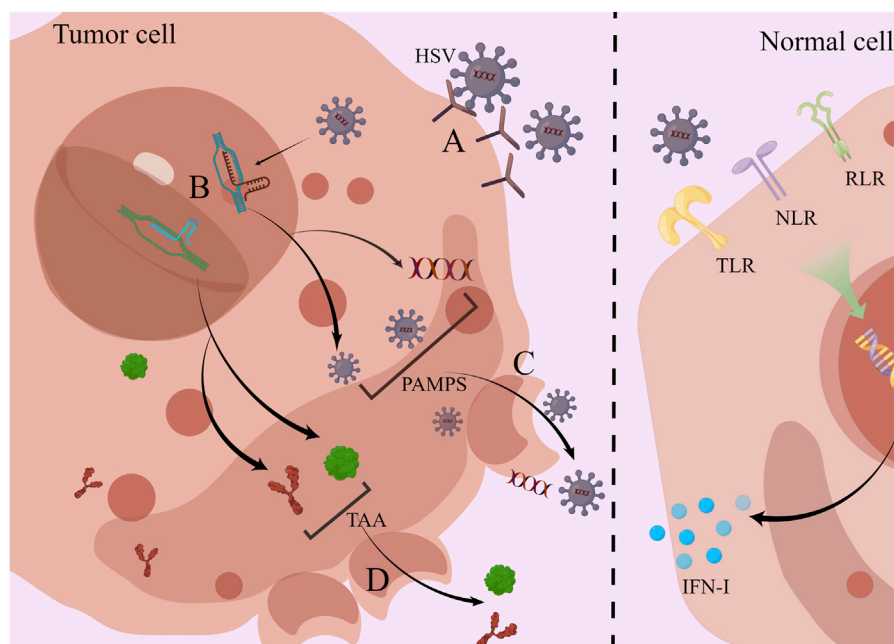 Tumor cell
HSV
Normal cell
A
B
RLR
NLR
TLR
C
PAMPS
TAA
D
IFN-I